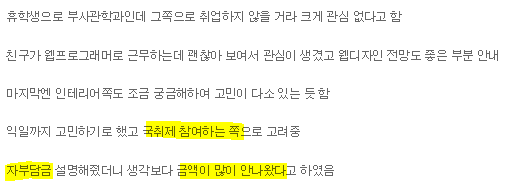 휴학생으로 부사관학과인데 그쪽으로 취업하지 않을 거라 크게 관심 없다고 함
친구가 웹프로그래머로 근무하는데 괜찮아 보여서 관심이 생겼고 웹디자인 전망도 좋은 부분 안내
마지막엔 인테리어쪽도 조금 궁금해하여 고민이 다소 있는 듯 함
익일까지 고민하기로 했고 국취제 참여하는 쪽으로 고려중
자부담금 설명해줬더니 생각보다 금액이 많이 안나왔다고 하였음